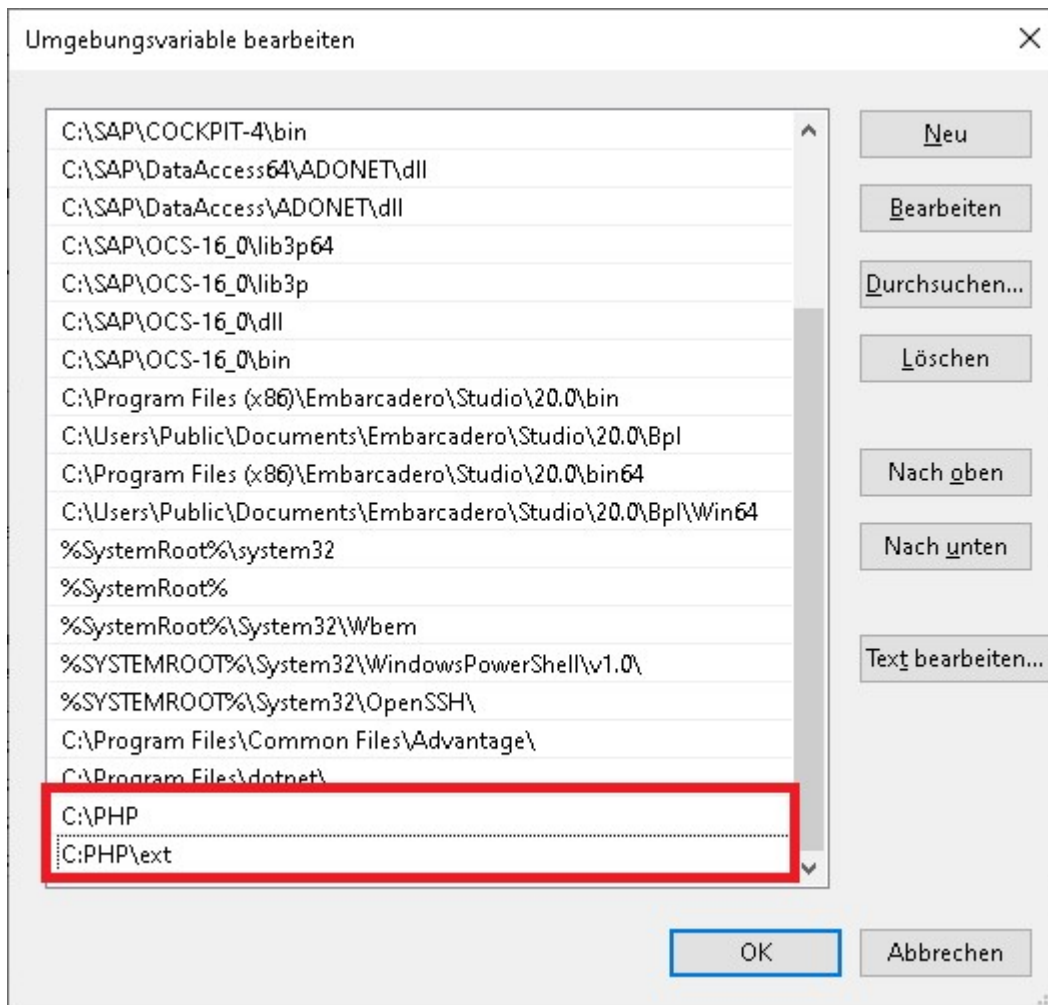 Umgebungsvariable bearbeiten
C:\SAP\COCKPIT-4\bin
C:\SAP\DataAccess64\ADONET\dll
C:\SAP\DataAccess\ADONET\dll
C:\SAP\OCS-16_0\lib3p64
C:\SAP\OCS-16_0\lib3p
C:\SAP\OCS-16_0\dll
C:\SAP\OCS-16_0\bin
C:\Program Files (x86)\Embarcadero\Studio\20.0\bin
C:\Users\Public\Documents\Embarcadero\Studio\20.0\Bpl
C:\Program Files (x86)\Embarcadero\Studio\20.0\bin64
C:\Users\Public\Documents\Embarcadero\Studio\20.0\Bpl\Win64
%SystemRoot%\system32
%SystemRoot%
%SystemRoot%\System32\Wbem
%SYSTEMROOT%\System32\WindowsPowerShell\v1.0\
%SYSTEMROOT%\System32\OpenSSH\
C:\Program Files\Common Files\Advantage\
C:\Program Files\dotnet\
C:\PHP
C:PHP\ext
Neu
Bearbeiten
Durchsuchen...
Löschen
Nach oben
Nach unten
Text bearbeiten...
OK
Abbrechen